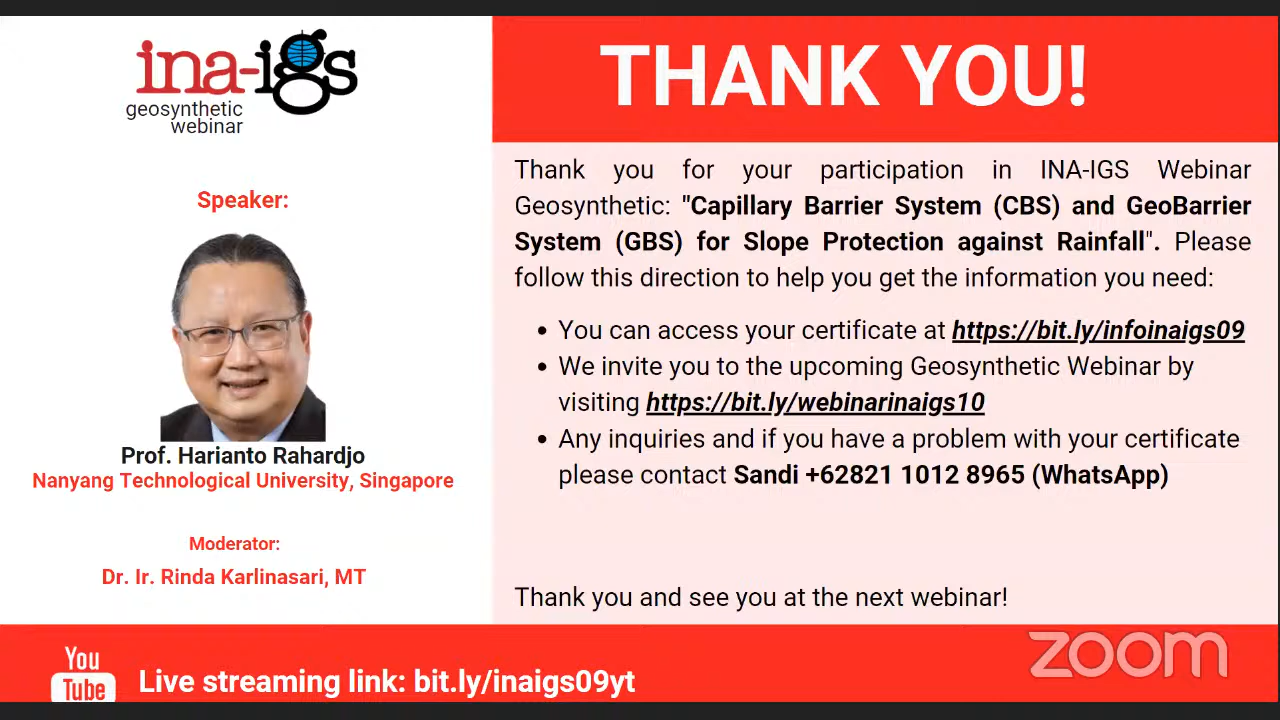 ina-igs
geosynthetic
webinar
Speaker:
Prof. Harianto Rahardjo
Nanyang Technological University, Singapore
Moderator:
Dr. Ir. Rinda Karlinasari, MT
THANK YOU!
Thank you for your participation in INA-IGS Webinar
Geosynthetic: "Capillary Barrier System (CBS) and GeoBarrier
System (GBS) for Slope Protection against Rainfall". Please
follow this direction to help you get the information you need:
• You can access your certificate at https://bit.ly/infoinaigs09
• We invite you to the upcoming Geosynthetic Webinar by
visiting https://bit.ly/webinarinaigs10
• Any inquiries and if you have a problem with your certificate
please contact Sandi +62821 1012 8965 (WhatsApp)
Thank you and see you at the next webinar!
You
Tube
Live streaming link: bit.ly/inaigs09yt
zoom